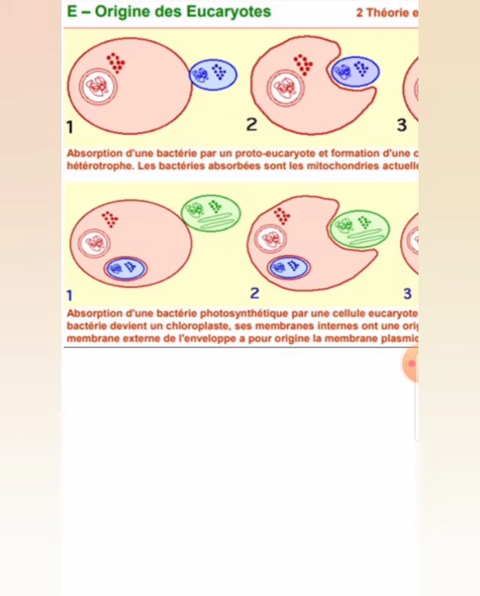 E – Origine des Eucaryotes
2 Théorie e
1
2
3
Absorption d'une bactérie par un proto-eucaryote et formation d'une c
hétérotrophe. Les bactéries absorbées sont les mitochondries actuelle
1
2
3
Absorption d'une bactérie photosynthétique par une cellule eucaryote
bactérie devient un chloroplaste, ses membranes internes ont une orig
membrane externe de l'enveloppe a pour origine la membrane plasmic